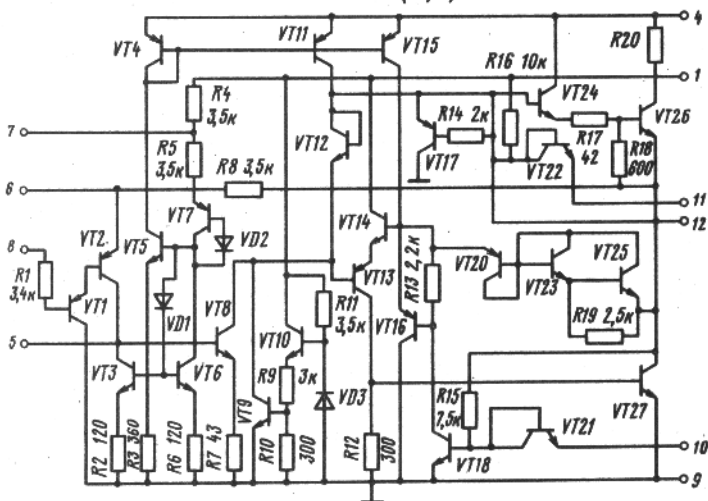 VT4
VT11
VT15
4
R16 10к
R20
1
R4
3,5к
VT24
7
R14 2к
VT26
R5
3,5к
VT12
R17
42
R18
600
VT17
VT22
R8 3,5к
6
11
12
VT7
VT14
8
VT2
VT5
VD2
VT25
R1
3,4к
VT13
R13 2,2к
VT20
VT23
VT1
VD1
VT8
R11
3,5к
VT16
R19 2,5к
5
VT10
VT3
VT6
R9
3к
VD3
R15
7,5к
VT27
VT9
VT21
R2 120
R3 360
R6 120
R7 43
R10
300
R12
300
VT18
10
9